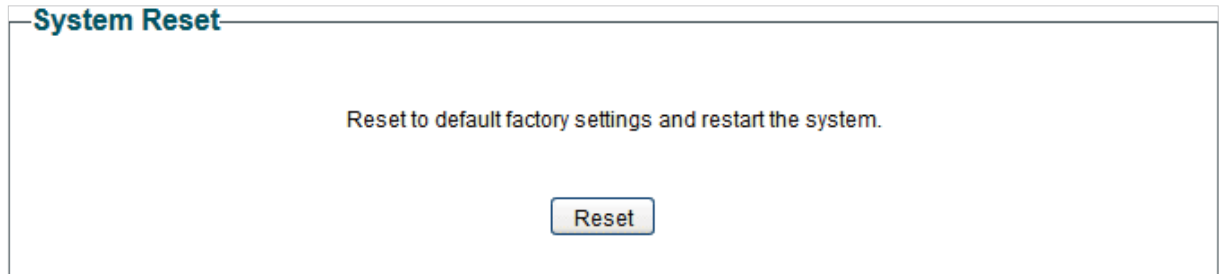 System Reset
Reset to default factory settings and restart the system.
Reset